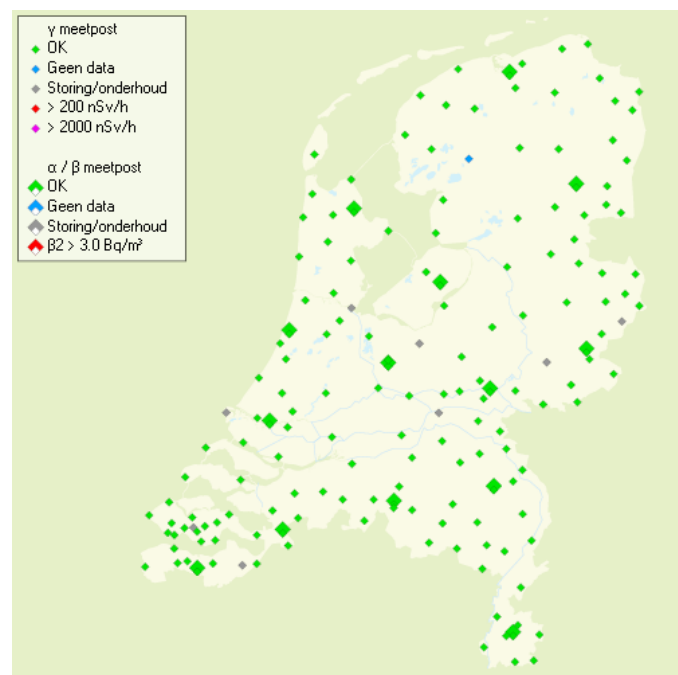 γ meetpost
OK
Geen data
Storing/onderhoud
> 200 nSv/h
> 2000 nSv/h
α / β meetpost
OK
Geen data
Storing/onderhoud
β2 > 3.0 Bq/m³